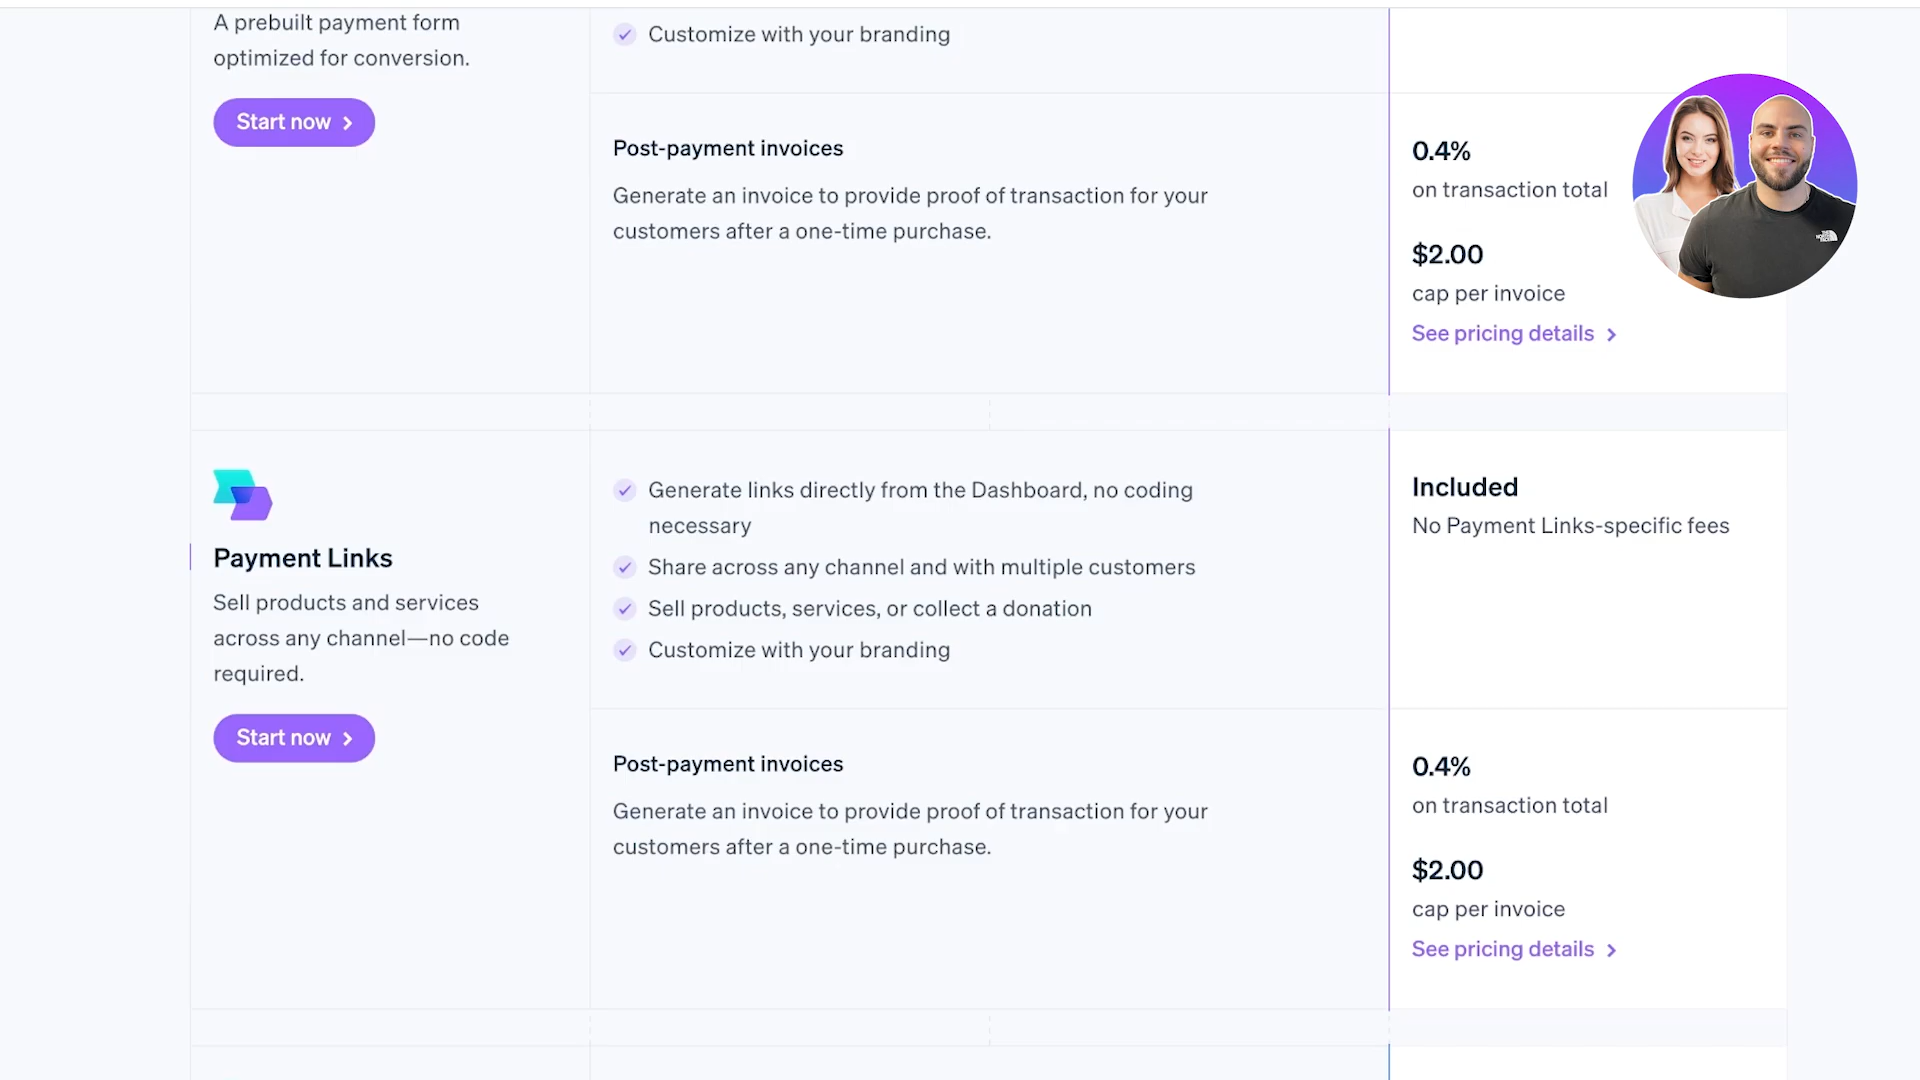 A prebuilt payment form
optimized for conversion.
Start now
Customize with your branding
Post-payment invoices
Generate an invoice to provide proof of transaction for your
customers after a one-time purchase.
0.4%
on transaction total
$2.00
cap per invoice
See pricing details
THE
NORTH
FACE
Payment Links
Sell products and services
across any channel—no code
required.
Start now
Generate links directly from the Dashboard, no coding
necessary
Share across any channel and with multiple customers
Sell products, services, or collect a donation
Customize with your branding
Included
No Payment Links-specific fees
Post-payment invoices
Generate an invoice to provide proof of transaction for your
customers after a one-time purchase.
0.4%
on transaction total
$2.00
cap per invoice
See pricing details